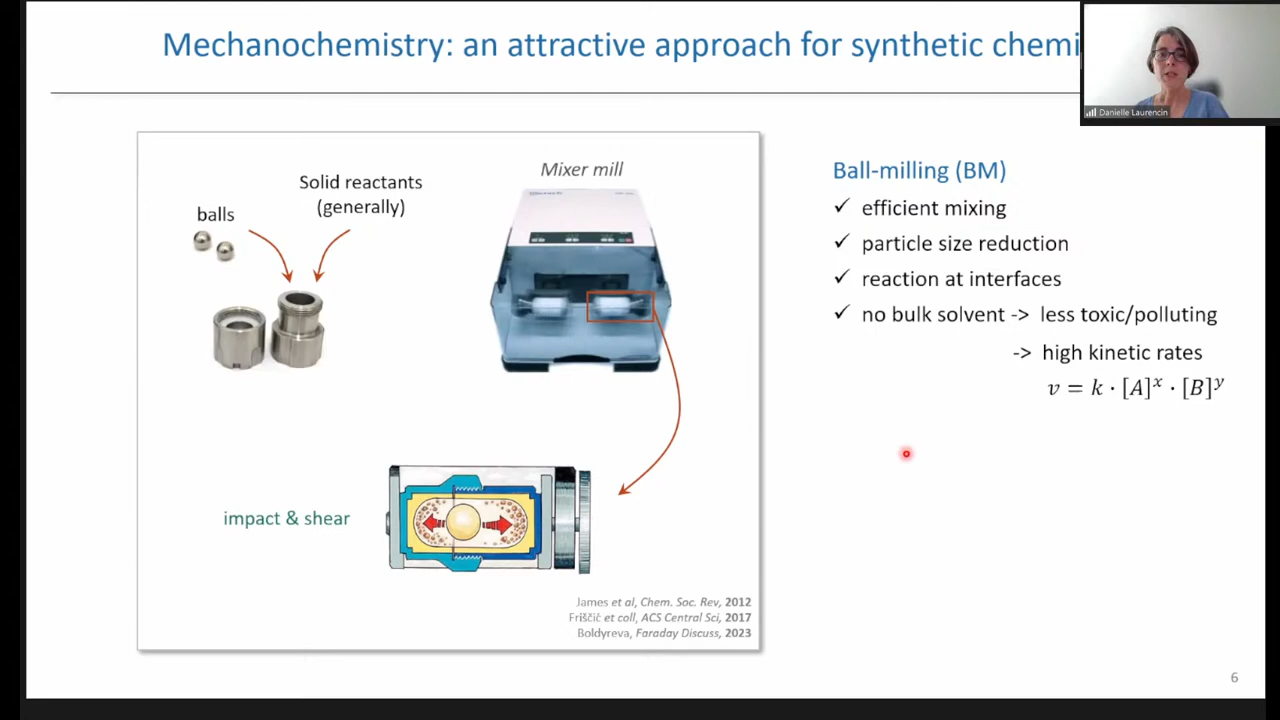 Mechanochemistry: an attractive approach for synthetic chemi
Danielle Laurencin
Mixer mill
Solid reactants
(generally)
balls
impact & shear
James et al, Chem. Soc. Rev, 2012
Friščić et coll, ACS Central Sci, 2017
Boldyreva, Faraday Discuss, 2023
Ball-milling (BM)
✓ efficient mixing
✓ particle size reduction
✓ reaction at interfaces
✓ no bulk solvent -> less toxic/polluting
-> high kinetic rates
v = k · [A]^x · [B]^y
6